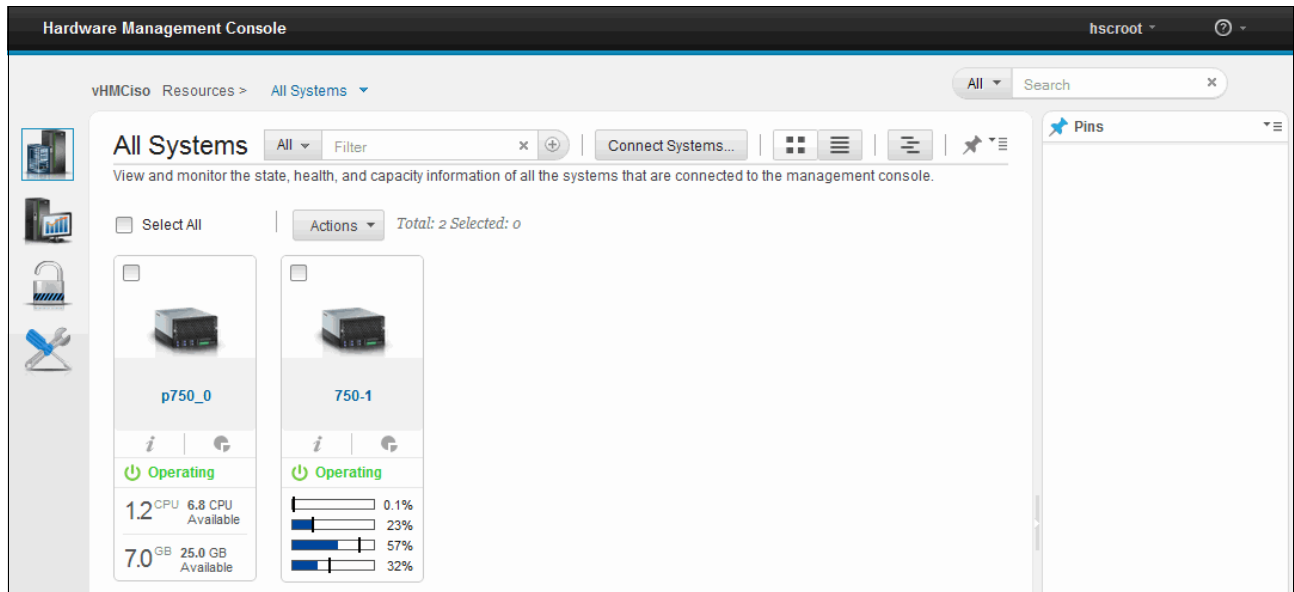 Hardware Management Console hscroot
vHMCiso Resources > All Systems All Search
All Systems All Filter Connect Systems... Pins
View and monitor the state, health, and capacity information of all the systems that are connected to the management console.
Select All Actions Total: 2 Selected: 0
p750_0 750-1
Operating Operating
1.2 CPU 6.8 CPU Available
7.0 GB 25.0 GB Available
0.1%
23%
57%
32%